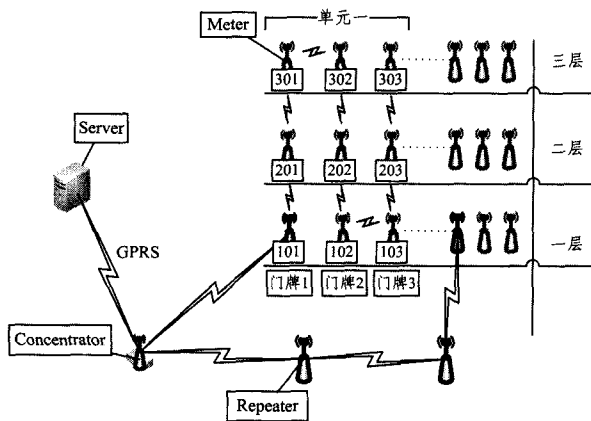 单元一
Meter
301
302
303
三层
Server
201
202
203
二层
GPRS
101
102
103
一层
门牌1
门牌2
门牌3
Concentrator
Repeater